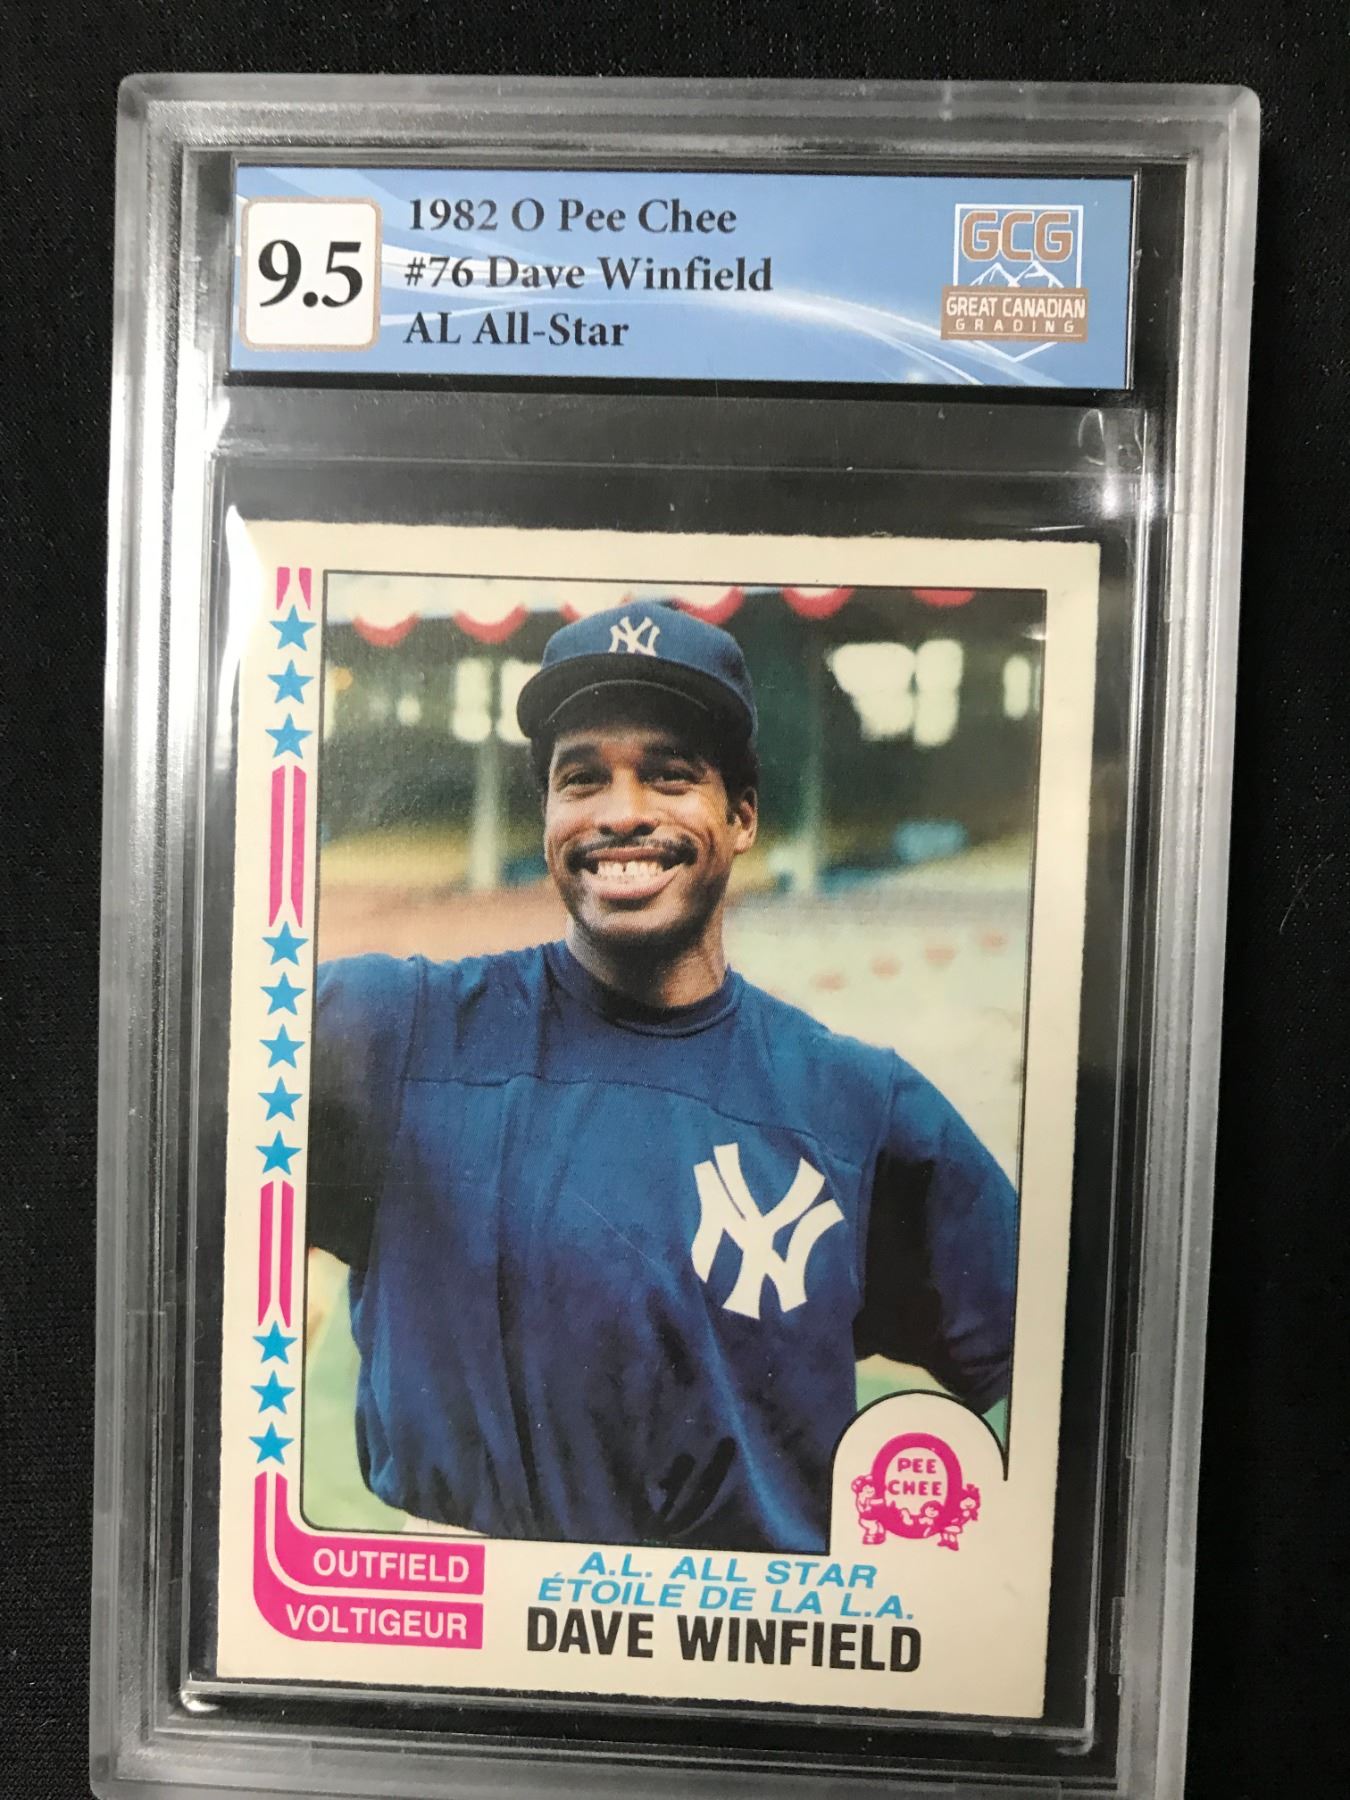 9.5
1982 O Pee Chee
#76 Dave Winfield
AL All-Star
GCG
GREAT CANADIAN
GRADING
NY
NY
PEE
CHEE
OUTFIELD
VOLTIGEUR
A.L. ALL STAR
ÉTOILE DE LA L.A.
DAVE WINFIELD